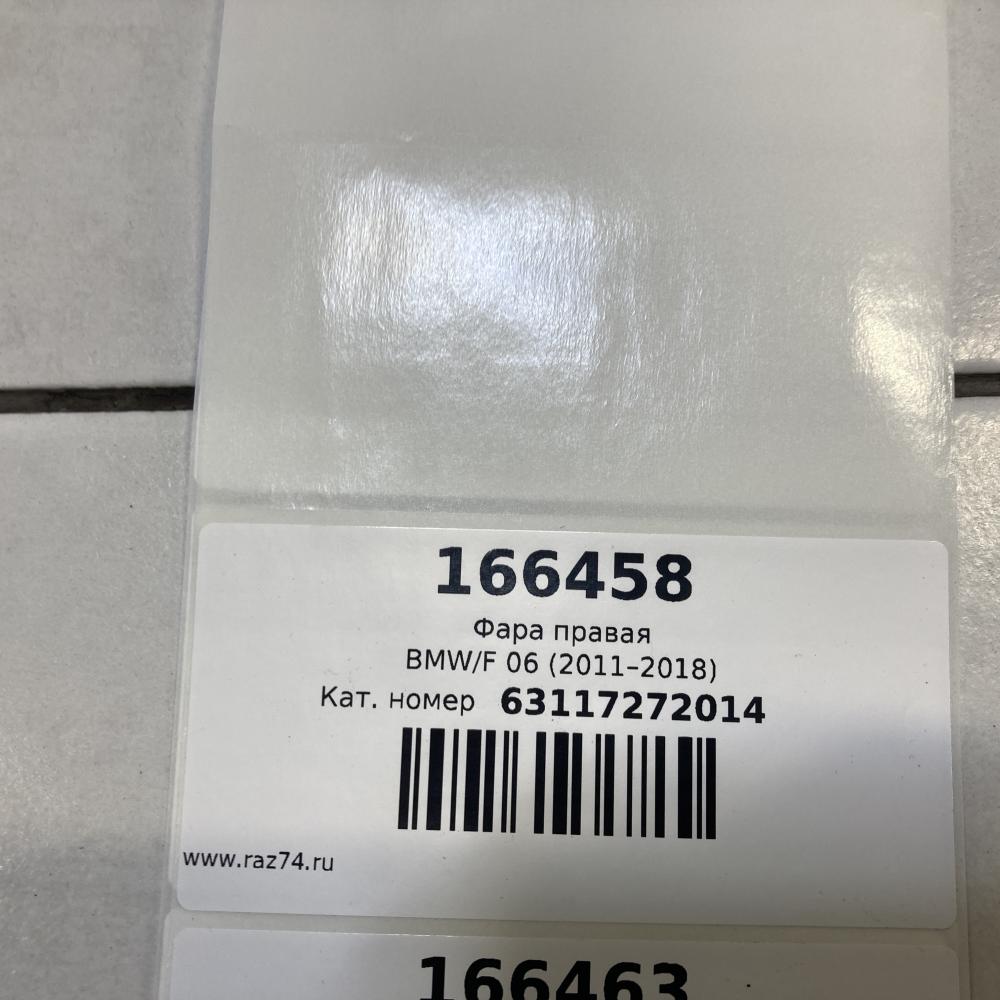 166458
Фара правая
BMW/F 06 (2011–2018)
Кат. номер 63117272014
www.raz74.ru
166463